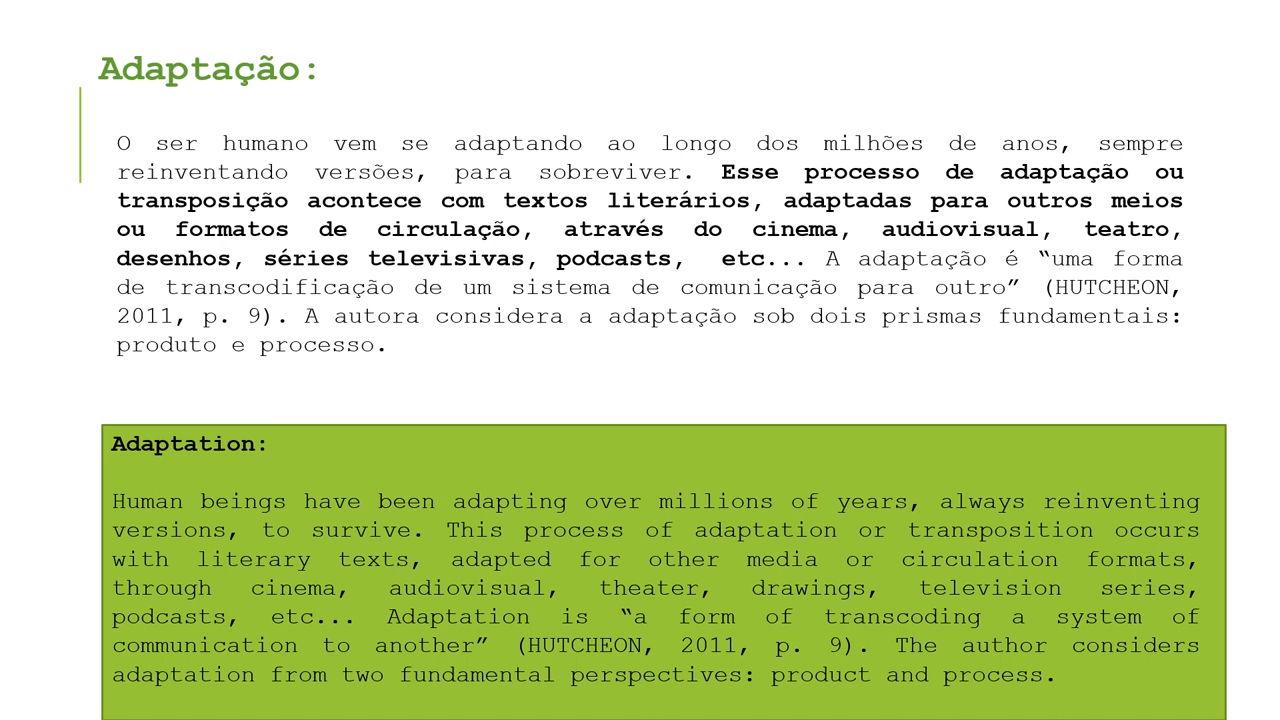 Adaptação:
O ser humano vem se adaptando ao longo dos milhões de anos, sempre
reinventando versões, para sobreviver. Esse processo de adaptação ou
transposição acontece com textos literários, adaptadas para outros meios
ou formatos de circulação, através do cinema, audiovisual, teatro,
desenhos, séries televisivas, podcasts, etc... A adaptação é “uma forma
de transcodificação de um sistema de comunicação para outro” (HUTCHEON,
2011, p. 9). A autora considera a adaptação sob dois prismas fundamentais:
produto e processo.
Adaptation:
Human beings have been adapting over millions of years, always reinventing
versions, to survive. This process of adaptation or transposition occurs
with literary texts, adapted for other media or circulation formats,
through cinema, audiovisual, theater, drawings, television series,
podcasts, etc... Adaptation is “a form of transcoding a system of
communication to another” (HUTCHEON, 2011, p. 9). The author considers
adaptation from two fundamental perspectives: product and process.